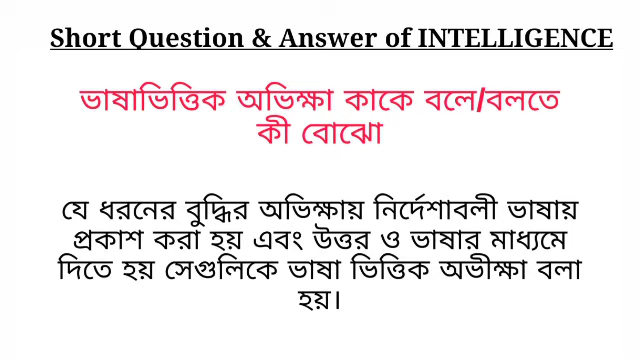 Short Question & Answer of INTELLIGENCE
ভাষাভিত্তিক অভিক্ষা কাকে বলে/বলতে
কী বোঝো
যে ধরনের বুদ্ধির অভিক্ষায় নির্দেশাবলী ভাষায়
প্রকাশ করা হয় এবং উত্তর ও ভাষার মাধ্যমে
দিতে হয় সেগুলিকে ভাষা ভিত্তিক অভীক্ষা বলা
হয়।